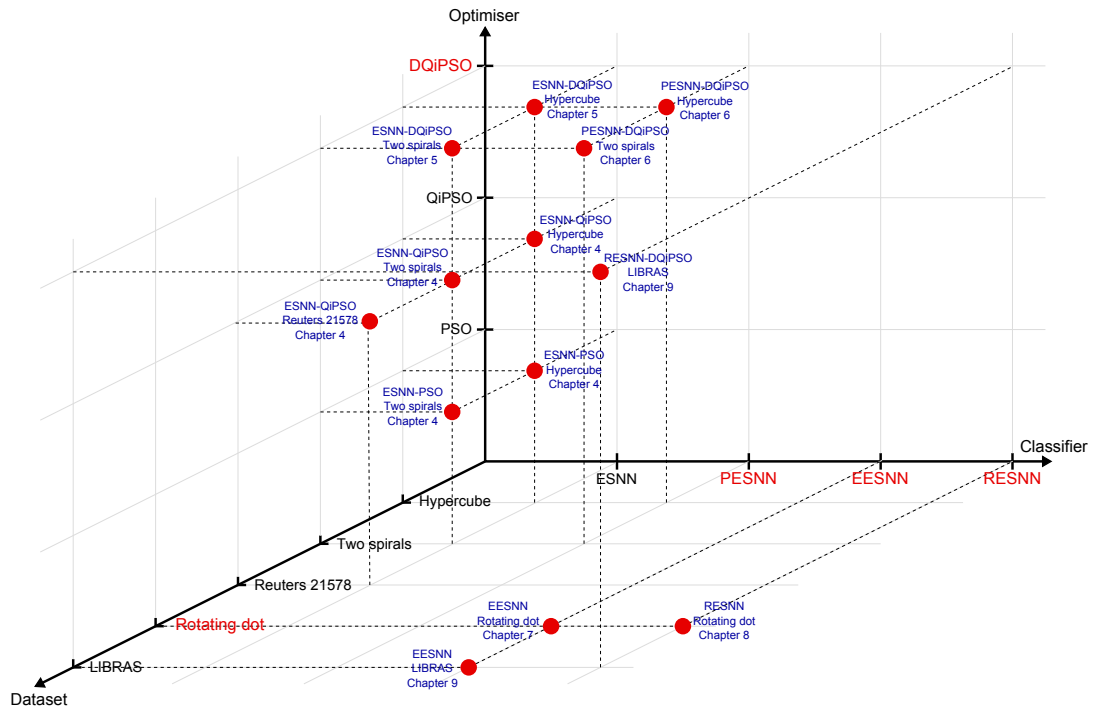 Optimiser
DQiPSO
ESNN-DQiPSO
Hypercube
Chapter 5
PESNN-DQiPSO
Hypercube
Chapter 6
ESNN-DQiPSO
Two spirals
Chapter 5
PESNN-DQiPSO
Two spirals
Chapter 6
QiPSO
ESNN-QiPSO
Hypercube
Chapter 4
ESNN-QiPSO
Two spirals
Chapter 4
RESNN-DQiPSO
LIBRAS
Chapter 9
ESNN-QiPSO
Reuters 21578
Chapter 4
PSO
ESNN-PSO
Hypercube
Chapter 4
ESNN-PSO
Two spirals
Chapter 4
Classifier
ESNN
PESNN
EESNN
RESNN
Hypercube
Two spirals
Reuters 21578
Rotating dot
EESNN
Rotating dot
Chapter 7
RESNN
Rotating dot
Chapter 8
LIBRAS
EESNN
LIBRAS
Chapter 9
Dataset